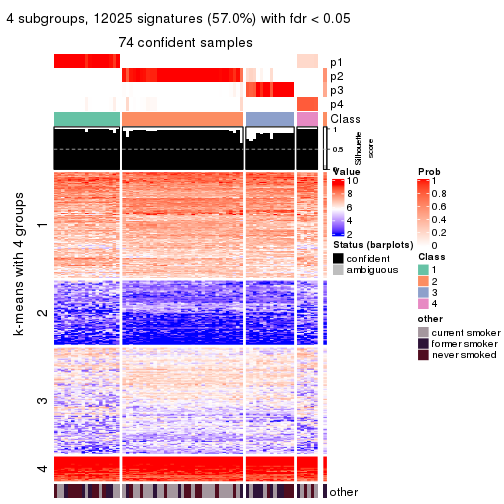 4 subgroups, 12025 signatures (57.0%) with fdr < 0.05
74 confident samples
p1
p2
p3
p4
Class
1
0.5
0
Silhouette
score
k-means with 4 groups
1
2
3
4
other
Value
10
8
6
4
2
Status (barplots)
confident
ambiguous
Prob
1
0.8
0.6
0.4
0.2
0
Class
1
2
3
4
other
current smoker
former smoker
never smoked